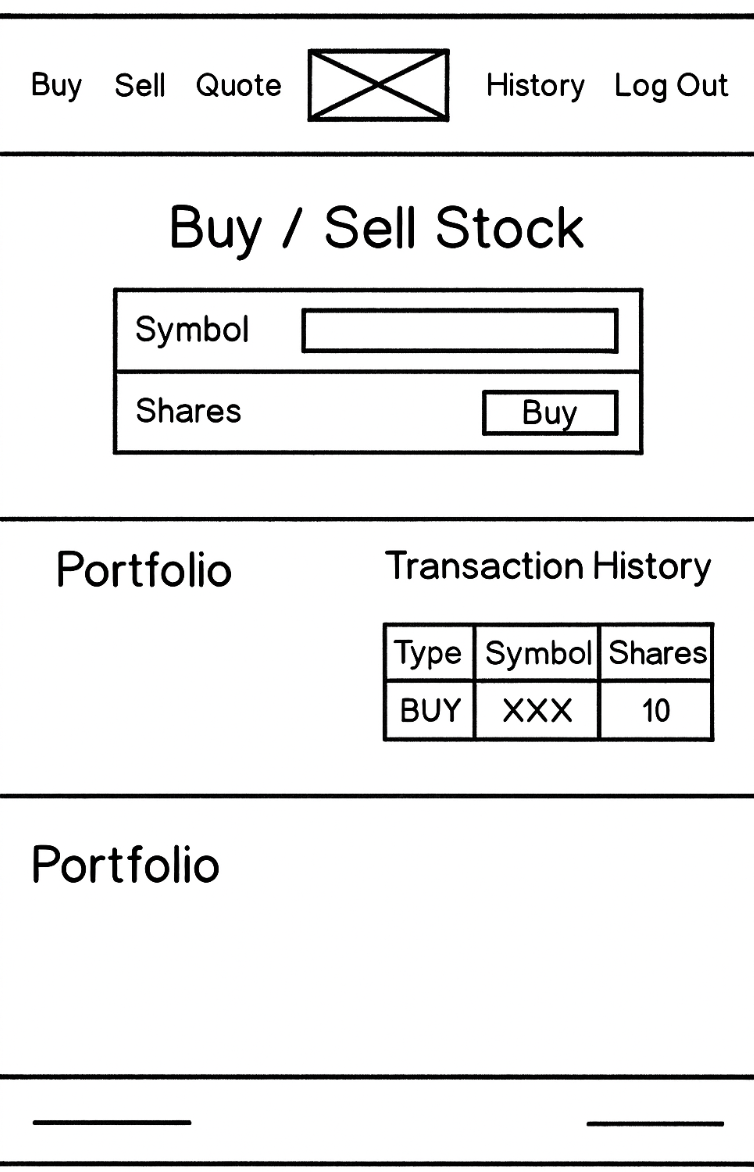 Buy Sell Quote History Log Out
Buy / Sell Stock
Symbol
Shares Buy
Portfolio
Transaction History
Type Symbol Shares
BUY XXX 10
Portfolio